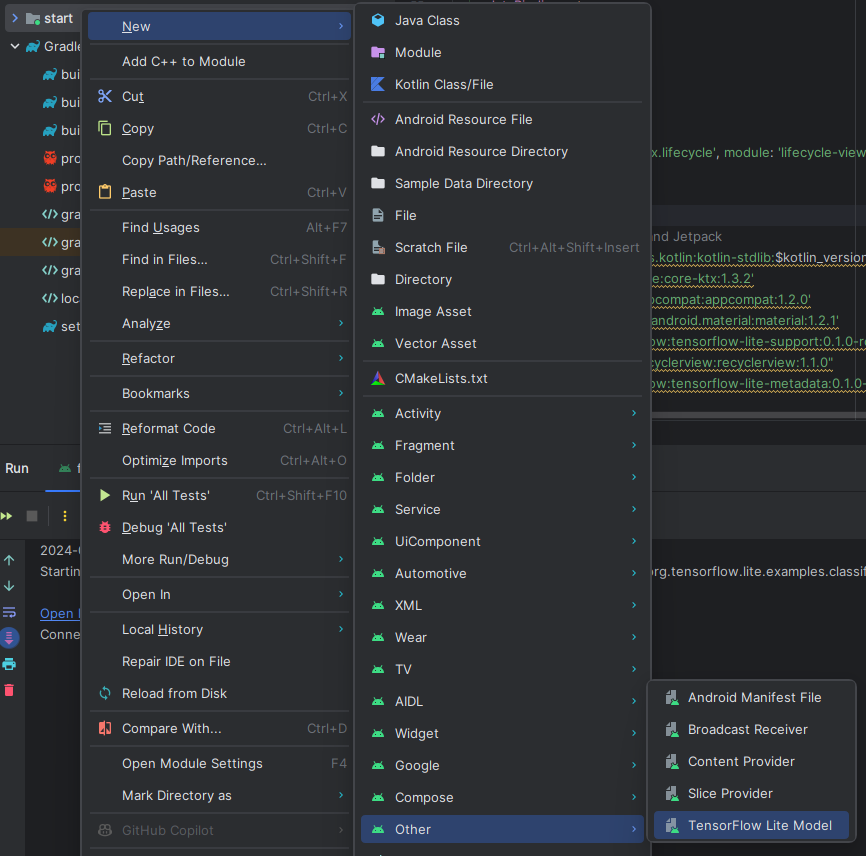 start
Gradle
bui
bui
bui
pro
pro
gra
gra
gra
loc
set
Run
2024-
Startin
Open
Conne
New
Add C++ to Module
Cut Ctrl+X
Copy Ctrl+C
Copy Path/Reference...
Paste Ctrl+V
Find Usages Alt+F7
Find in Files... Ctrl+Shift+F
Replace in Files... Ctrl+Shift+R
Analyze
Refactor
Bookmarks
Reformat Code Ctrl+Alt+L
Optimize Imports Ctrl+Alt+O
Run 'All Tests' Ctrl+Shift+F10
Debug 'All Tests'
More Run/Debug
Open In
Local History
Repair IDE on File
Reload from Disk
Compare With... Ctrl+D
Open Module Settings F4
Mark Directory as
GitHub Copilot
Java Class
Module
Kotlin Class/File
Android Resource File
Android Resource Directory
Sample Data Directory
File
Scratch File Ctrl+Alt+Shift+Insert
Directory
Image Asset
Vector Asset
CMakeLists.txt
Activity
Fragment
Folder
Service
UiComponent
Automotive
XML
Wear
TV
AIDL
Widget
Google
Compose
Other
Android Manifest File
Broadcast Receiver
Content Provider
Slice Provider
TensorFlow Lite Model
x.lifecycle', module: 'lifecycle-view
nd Jetpack
s.kotlin:kotlin-stdlib:$kotlin_version
e:core-ktx:1.3.2'
pcompat:appcompat:1.2.0'
android.material:material:1.2.1'
ow:tensorflow-lite-support:0.1.0-r
cyclerview:recyclerview:1.1.0"
ow:tensorflow-lite-metadata:0.1.0-
org.tensorflow.lite.examples.classif